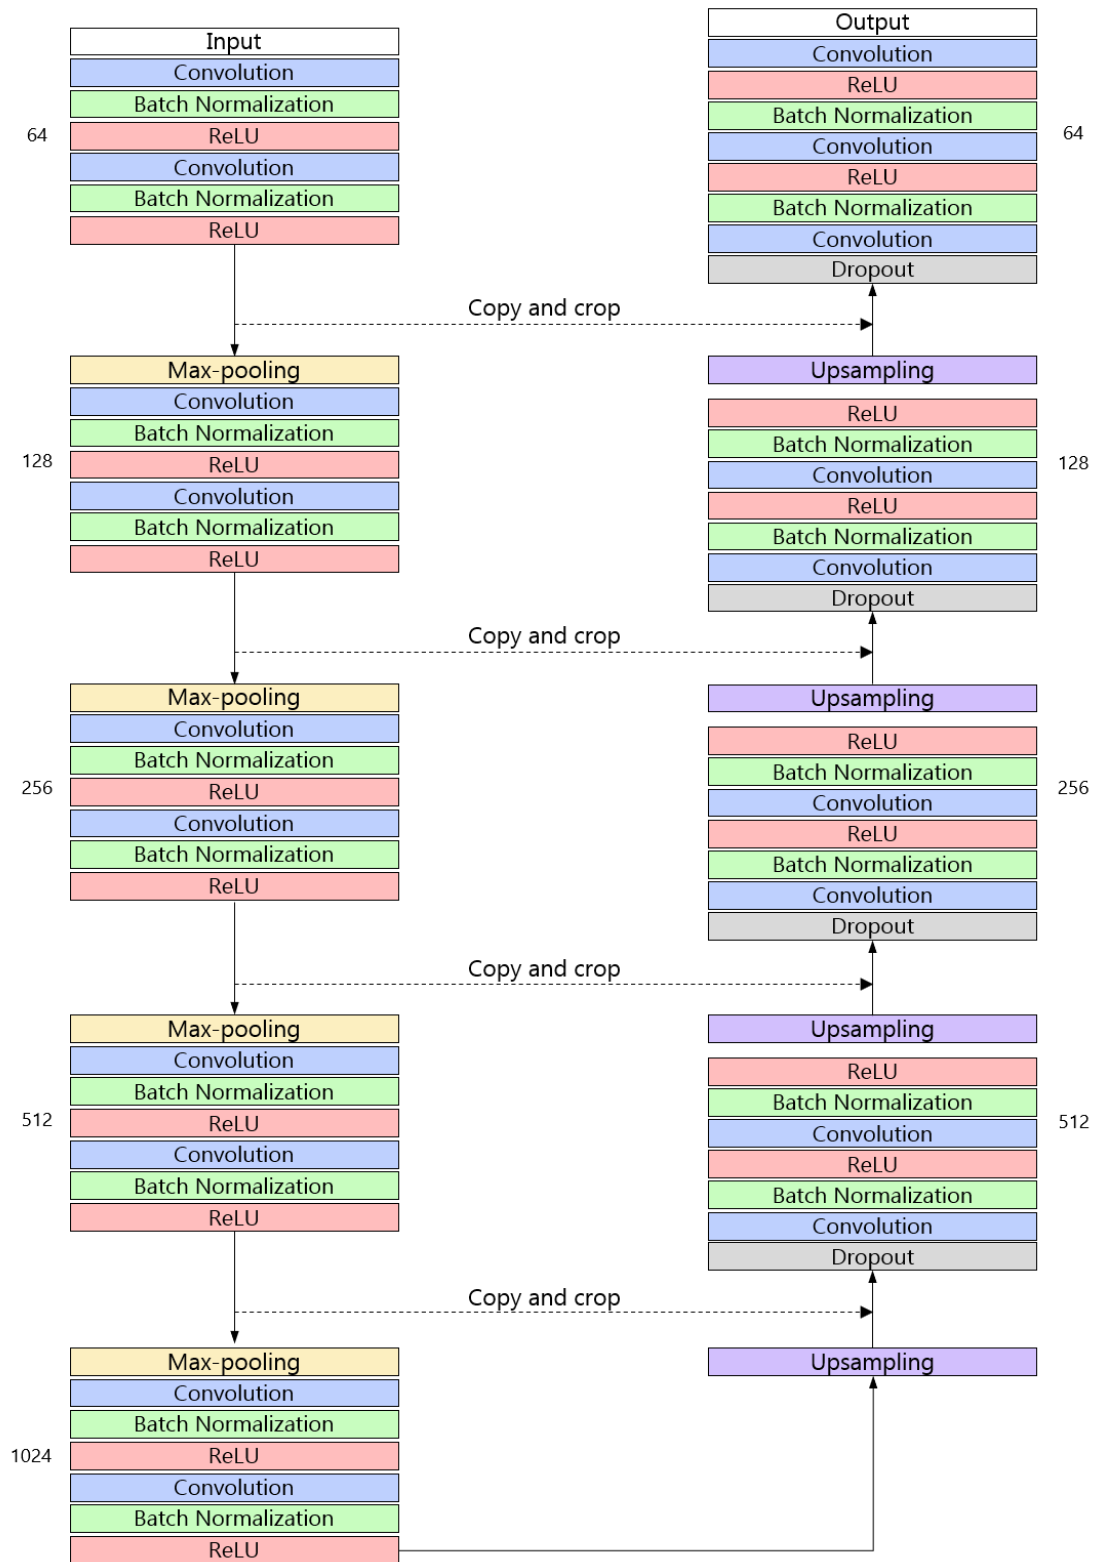 Input
Convolution
Batch Normalization
64
ReLU
Convolution
Batch Normalization
ReLU
Copy and crop
Max-pooling
Convolution
Batch Normalization
128
ReLU
Convolution
Batch Normalization
ReLU
Copy and crop
Max-pooling
Convolution
Batch Normalization
256
ReLU
Convolution
Batch Normalization
ReLU
Copy and crop
Max-pooling
Convolution
Batch Normalization
512
ReLU
Convolution
Batch Normalization
ReLU
Copy and crop
Max-pooling
Convolution
Batch Normalization
1024
ReLU
Convolution
Batch Normalization
ReLU
Output
Convolution
ReLU
Batch Normalization
64
Convolution
ReLU
Batch Normalization
Convolution
Dropout
Upsampling
ReLU
Batch Normalization
128
Convolution
ReLU
Batch Normalization
Convolution
Dropout
Upsampling
ReLU
Batch Normalization
256
Convolution
ReLU
Batch Normalization
Convolution
Dropout
Upsampling
ReLU
Batch Normalization
512
Convolution
ReLU
Batch Normalization
Convolution
Dropout
Upsampling